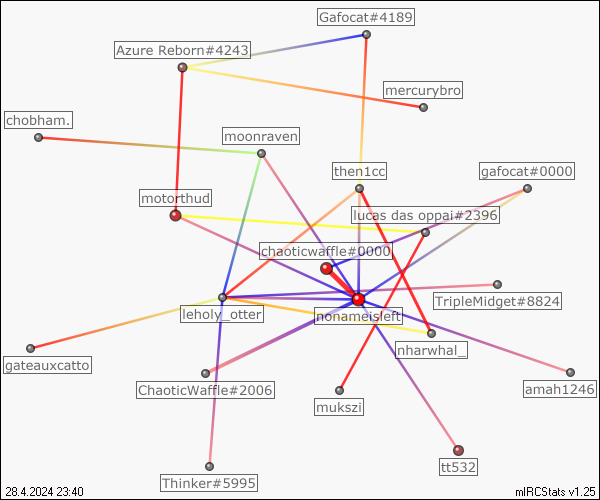 Gafocat#4189
Azure Reborn#4243
mercurybro
chobham.
moonraven
then1cc
gafocat#0000
motorthud
lucas das oppai#2396
chaoticwaffle#0000
TripleMidget#8824
leholy_otter
nonameisleft
nharwhal_
gateauxcatto
ChaoticWaffle#2006
amah1246
mukszi
tt532
Thinker#5995
28.4.2024 23:40
mIRCStats v1.25